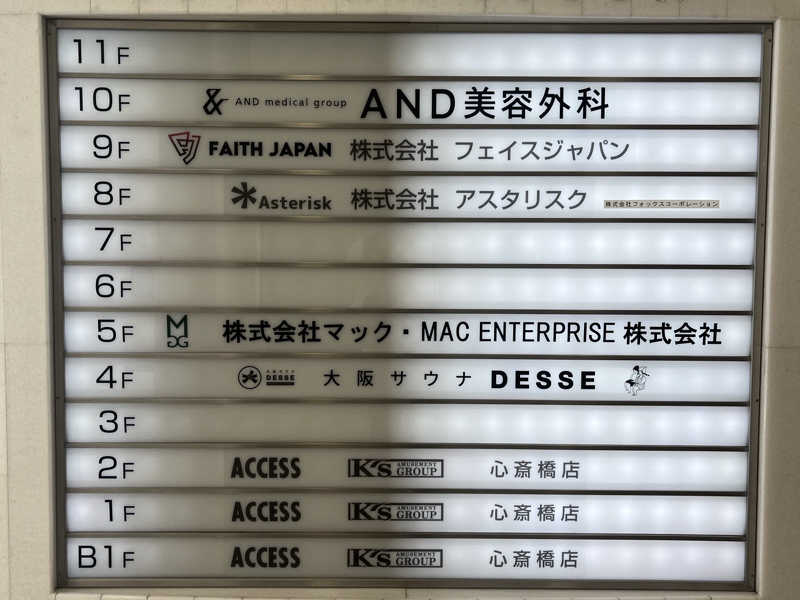 11F
10F & AND medical group AND美容外科
9F FAITH JAPAN 株式会社 フェイスジャパン
8F Asterisk 株式会社 アスタリスク 株式会社フォックスコーポレーション
7F
6F
5F MG 株式会社マック・MAC ENTERPRISE 株式会社
4F DESSE 大阪サウナ DESSE
3F
2F ACCESS K's AMUSEMENT GROUP 心斎橋店
1F ACCESS K's AMUSEMENT GROUP 心斎橋店
B1F ACCESS K's AMUSEMENT GROUP 心斎橋店